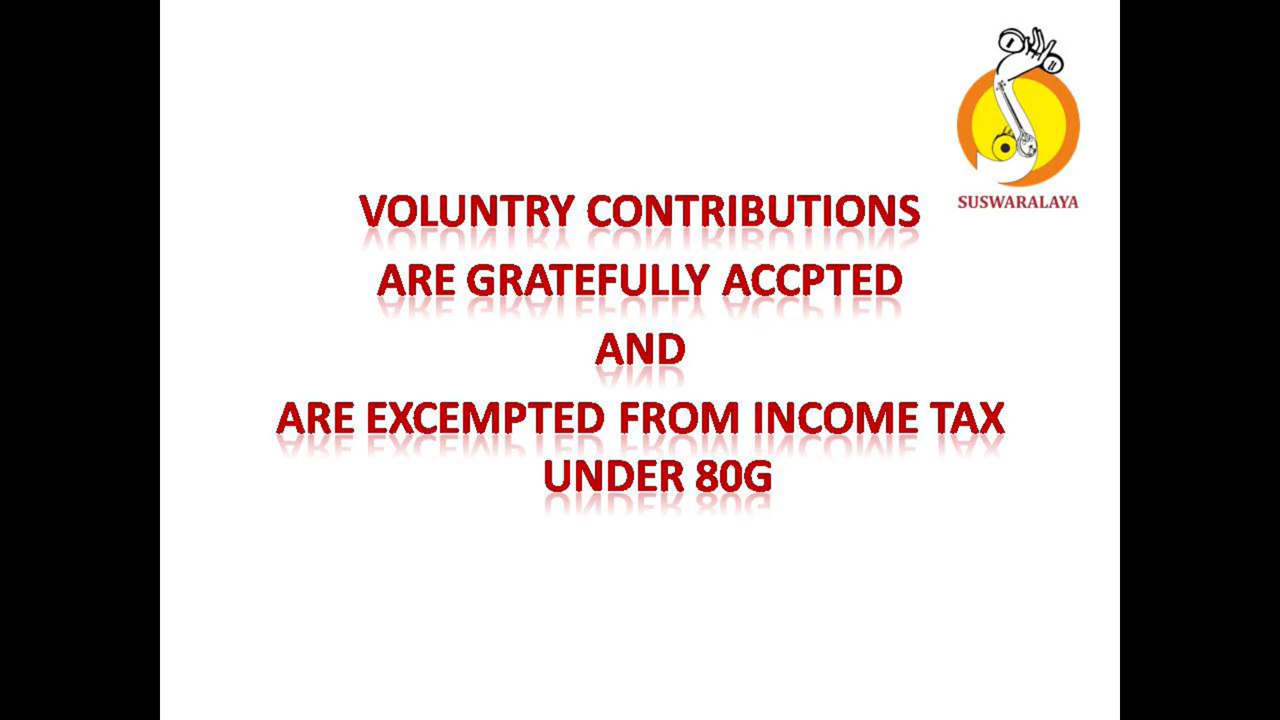 SUSWARALAYA
VOLUNTRY CONTRIBUTIONS
ARE GRATEFULLY ACCPTED
AND
ARE EXCEMPTED FROM INCOME TAX
UNDER 80G